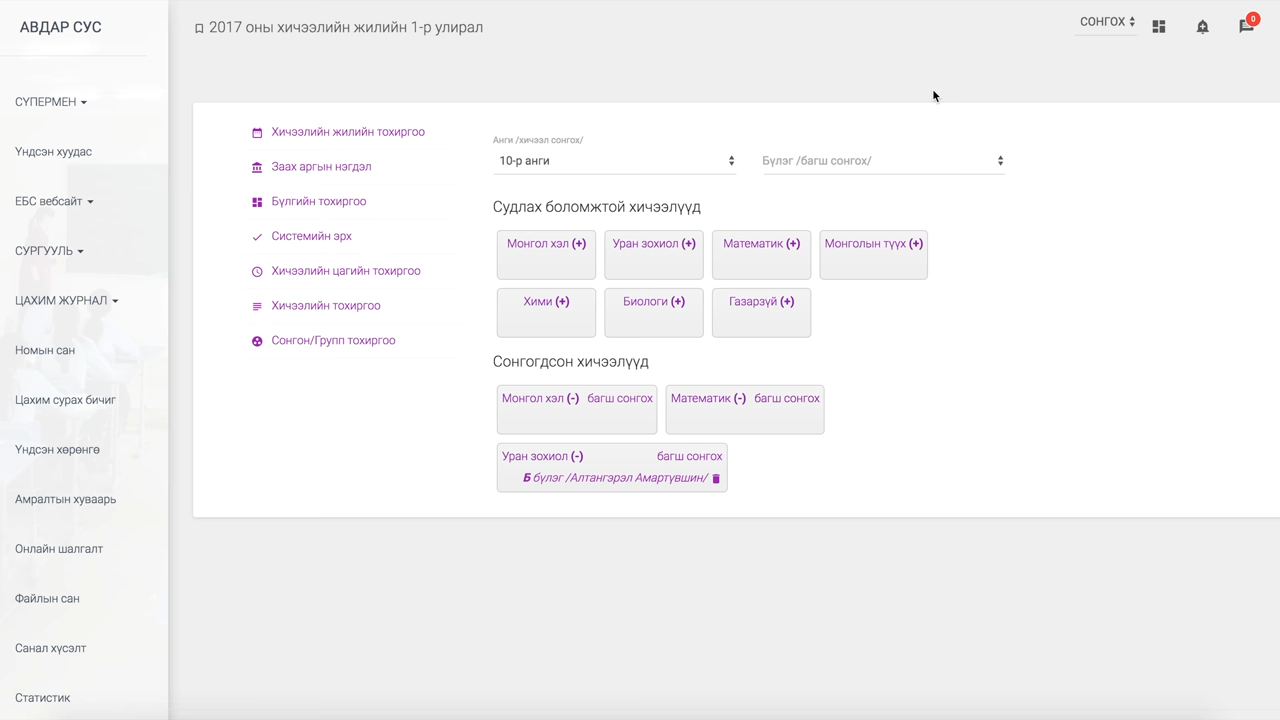 АВДАР СУС
2017 оны хичээлийн жилийн 1-р улирал
СОНГОХ
0
СҮПЕРМЕН
Үндсэн хуудас
ЕБС вебсайт
СУРГУУЛЬ
ЦАХИМ ЖУРНАЛ
Номын сан
Цахим сурах бичиг
Үндсэн хөрөнгө
Амралтын хуваарь
Онлайн шалгалт
Файлын сан
Санал хүсэлт
Статистик
Хичээлийн жилийн тохиргоо
Заах аргын нэгдэл
Бүлгийн тохиргоо
Системийн эрх
Хичээлийн цагийн тохиргоо
Хичээлийн тохиргоо
Сонгон/Групп тохиргоо
Анги /хичээл сонгох/
10-р анги
Бүлэг /багш сонгох/
Судлах боломжтой хичээлүүд
Монгол хэл (+)
Уран зохиол (+)
Математик (+)
Монголын түүх (+)
Хими (+)
Биологи (+)
Газарзүй (+)
Сонгогдсон хичээлүүд
Монгол хэл (-) багш сонгох
Математик (-) багш сонгох
Уран зохиол (-) багш сонгох
Б бүлэг /Алтангэрэл Амартүвшин/